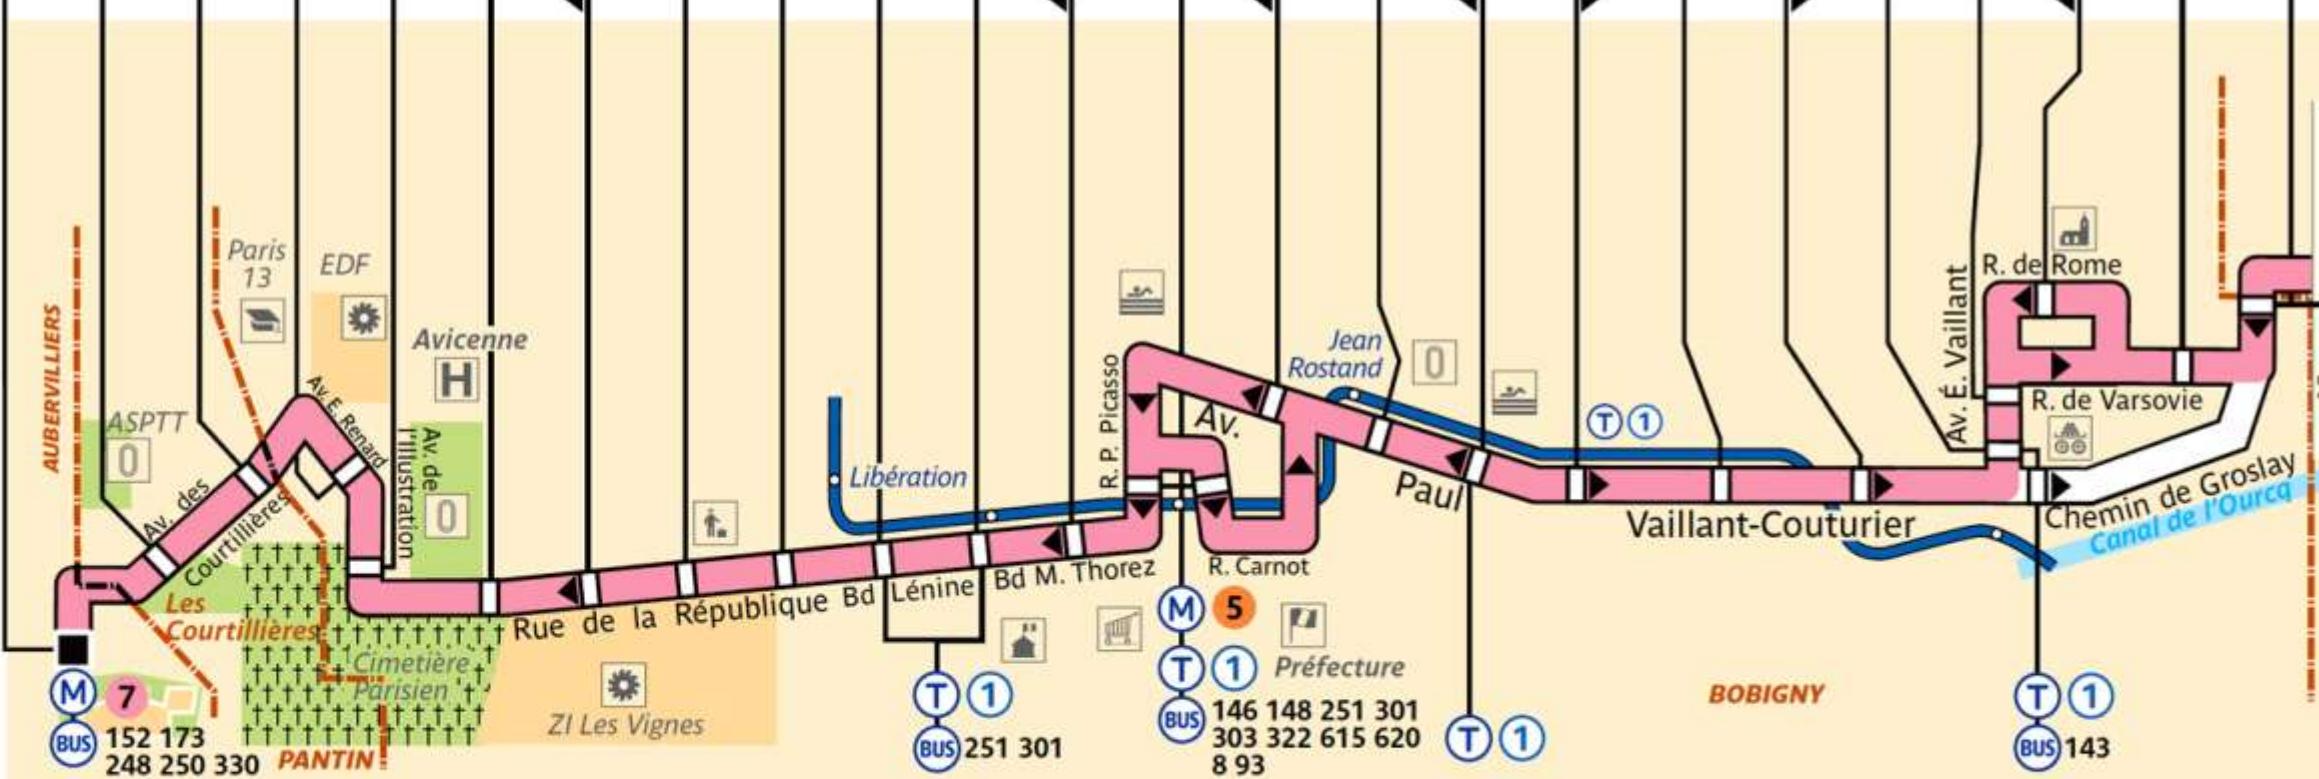 AUBERVILLIERS
ASPTT
0
Av. des
Courtillières
Paris
13
EDF
Av. E. Renard
Av. de
l'Illustration
Avicenne
H
0
Les
Courtillières
Cimetière
Parisien
PANTIN
M 7
BUS 152 173
248 250 330
Rue de la République Bd Lénine Bd M. Thorez
ZI Les Vignes
Libération
T 1
BUS 251 301
R. P. Picasso
Av.
R. Carnot
M 5
T 1 Préfecture
BUS 146 148 251 301
303 322 615 620
8 93
Jean
Rostand
0
Paul
T 1
T 1
Vaillant-Couturier
BOBIGNY
Av. É. Vaillant
R. de Rome
R. de Varsovie
Chemin de Groslay
Canal de l'Ourcq
T 1
BUS 143